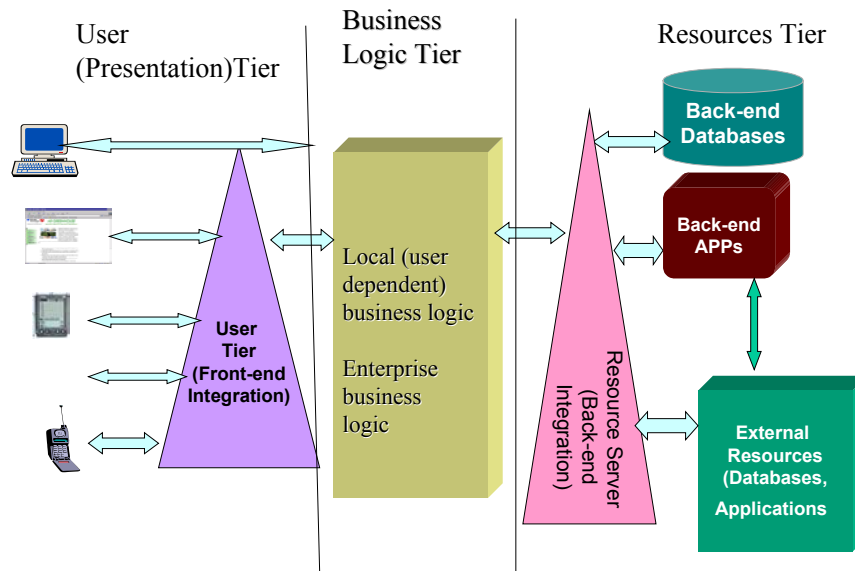 User
(Presentation)Tier
Business
Logic Tier
Resources Tier
Back-end
Databases
Back-end
APPs
Local (user
dependent)
business logic
Enterprise
business
logic
User
Tier
(Front-end
Integration)
Resource Server
(Back-end
Integration)
External
Resources
(Databases,
Applications